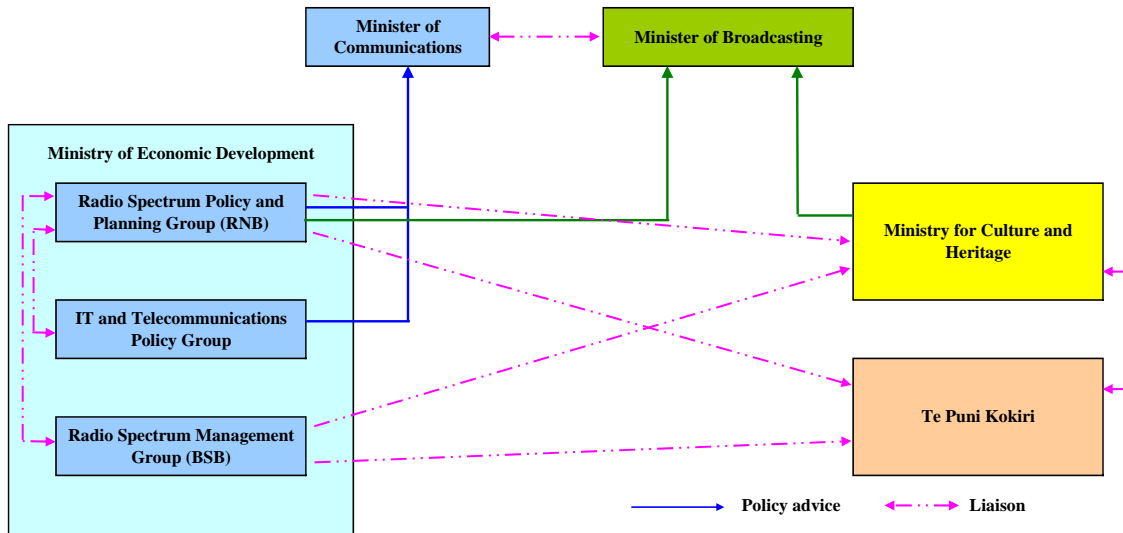 Minister of
Communications
Minister of Broadcasting
Ministry of Economic Development
Radio Spectrum Policy and
Planning Group (RNB)
Ministry for Culture and
Heritage
IT and Telecommunications
Policy Group
Te Puni Kokiri
Radio Spectrum Management
Group (BSB)
Policy advice
Liaison